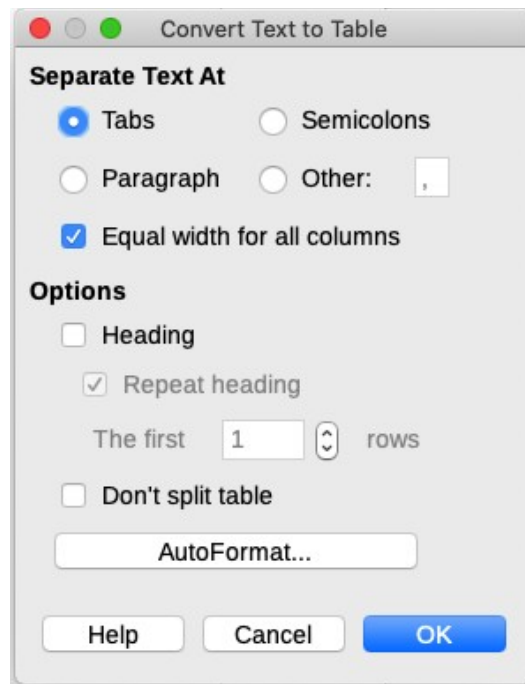 Convert Text to Table
Separate Text At
Tabs Semicolons
Paragraph Other: ,
Equal width for all columns
Options
Heading
Repeat heading
The first 1 rows
Don't split table
AutoFormat...
Help Cancel OK